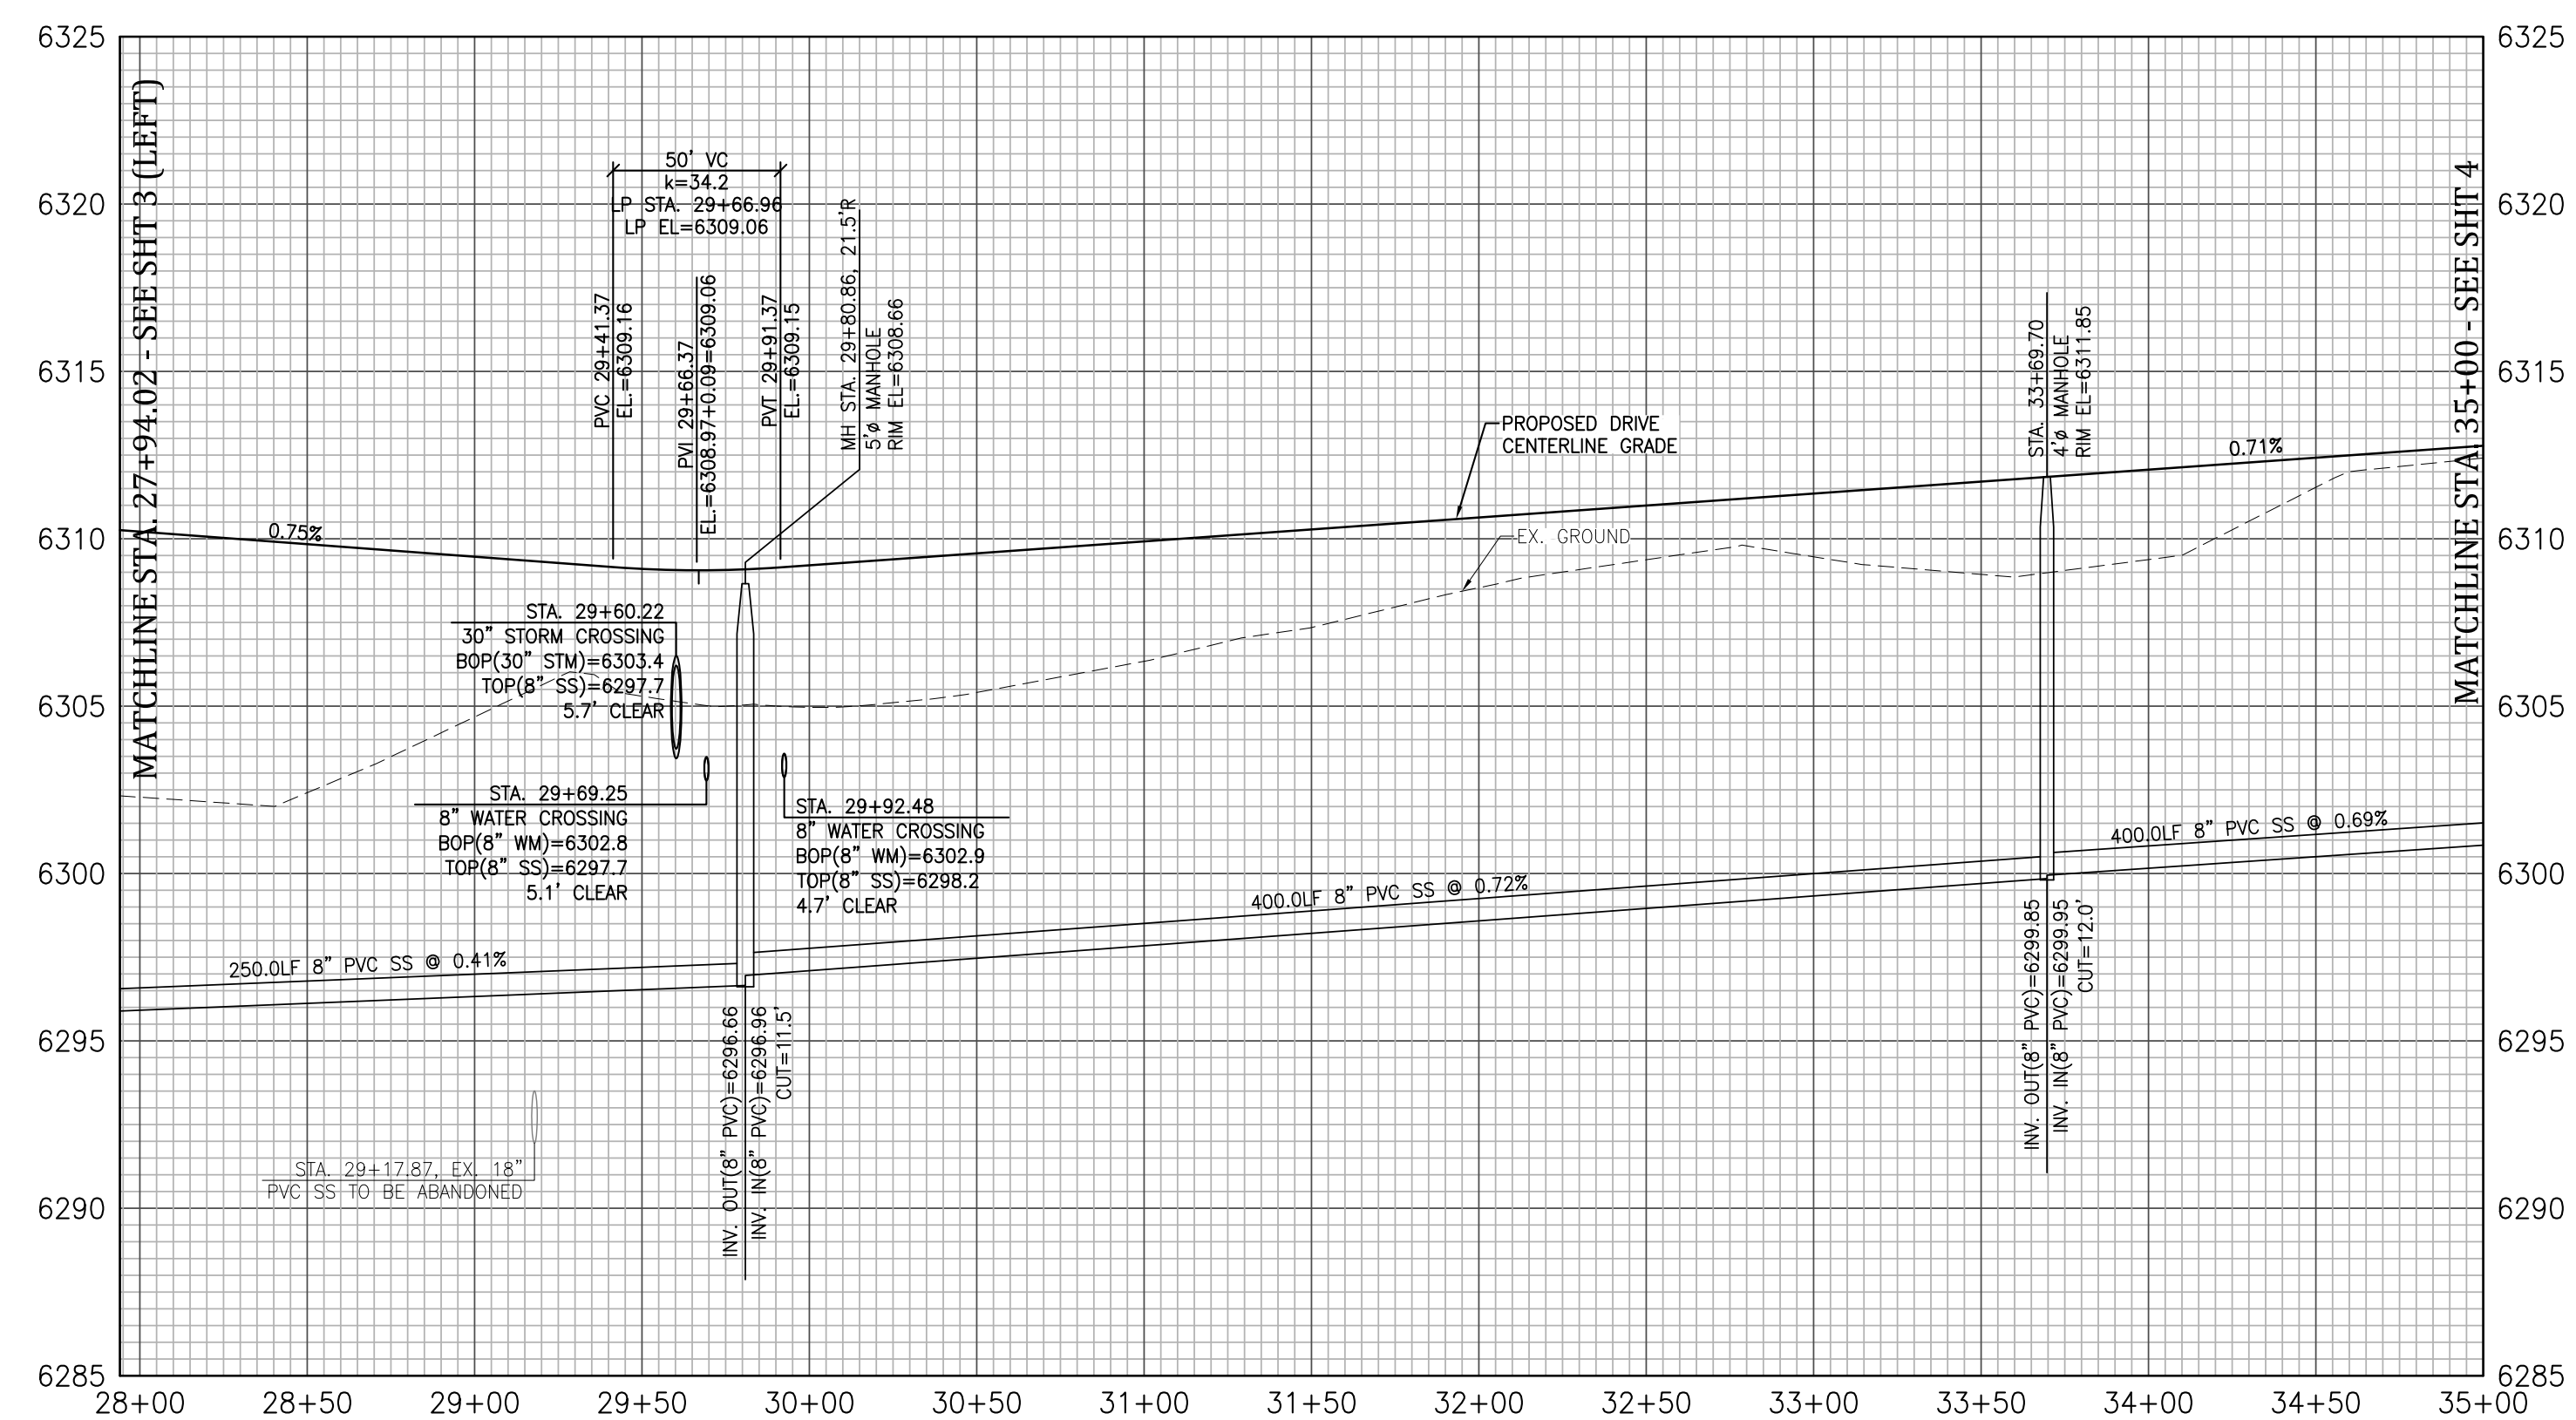 6325
6320
6315
6310
6305
6300
6295
6290
6285
MATCHLINE STA. 27+94.02 - SEE SHT 3 (LEFT)
0.75%
50' VC
k=34.2
LP STA. 29+66.96
LP EL=6309.06
PVC 29+41.37
EL.=6309.16
PVI 29+66.37
EL.=6308.97+0.09=6309.06
PVT 29+91.37
EL.=6309.15
MH STA. 29+80.86, 21.5'R
5'ø MANHOLE
RIM EL=6308.66
PROPOSED DRIVE
CENTERLINE GRADE
EX. GROUND
STA. 33+69.70
4'ø MANHOLE
RIM EL=6311.85
0.71%
MATCHLINE STA. 35+00 - SEE SHT 4
STA. 29+60.22
30" STORM CROSSING
BOP(30" STM)=6303.4
TOP(8" SS)=6297.7
5.7' CLEAR
STA. 29+69.25
8" WATER CROSSING
BOP(8" WM)=6302.8
TOP(8" SS)=6297.7
5.1' CLEAR
STA. 29+92.48
8" WATER CROSSING
BOP(8" WM)=6302.9
TOP(8" SS)=6298.2
4.7' CLEAR
250.0LF 8" PVC SS @ 0.41%
400.0LF 8" PVC SS @ 0.72%
400.0LF 8" PVC SS @ 0.69%
INV. OUT(8" PVC)=6296.66
INV. IN(8" PVC)=6296.96
CUT=11.5'
INV. OUT(8" PVC)=6299.85
INV. IN(8" PVC)=6299.95
CUT=12.0'
STA. 29+17.87, EX. 18"
PVC SS TO BE ABANDONED
6325
6320
6315
6310
6305
6300
6295
6290
6285
28+00 28+50 29+00 29+50 30+00 30+50 31+00 31+50 32+00 32+50 33+00 33+50 34+00 34+50 35+00